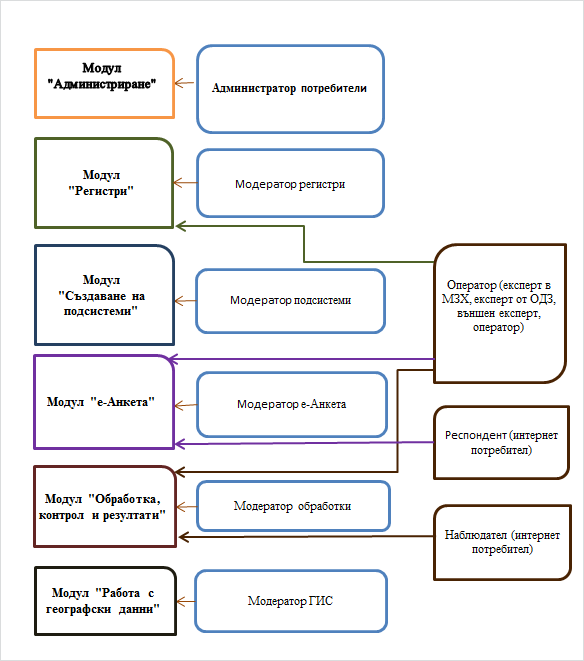 Модул
"Администриране"
Администратор потребители
Модул
"Регистри"
Модератор регистри
Модул
"Създаване на
подсистеми"
Модератор подсистеми
Оператор (експерт в
МЗХ, експерт от ОДЗ,
външен експерт,
оператор)
Модул "е-Анкета"
Модератор е-Анкета
Респондент (интернет
потребител)
Модул "Обработка,
контрол и резултати"
Модератор обработки
Наблюдател (интернет
потребител)
Модул "Работа с
географски данни"
Модератор ГИС